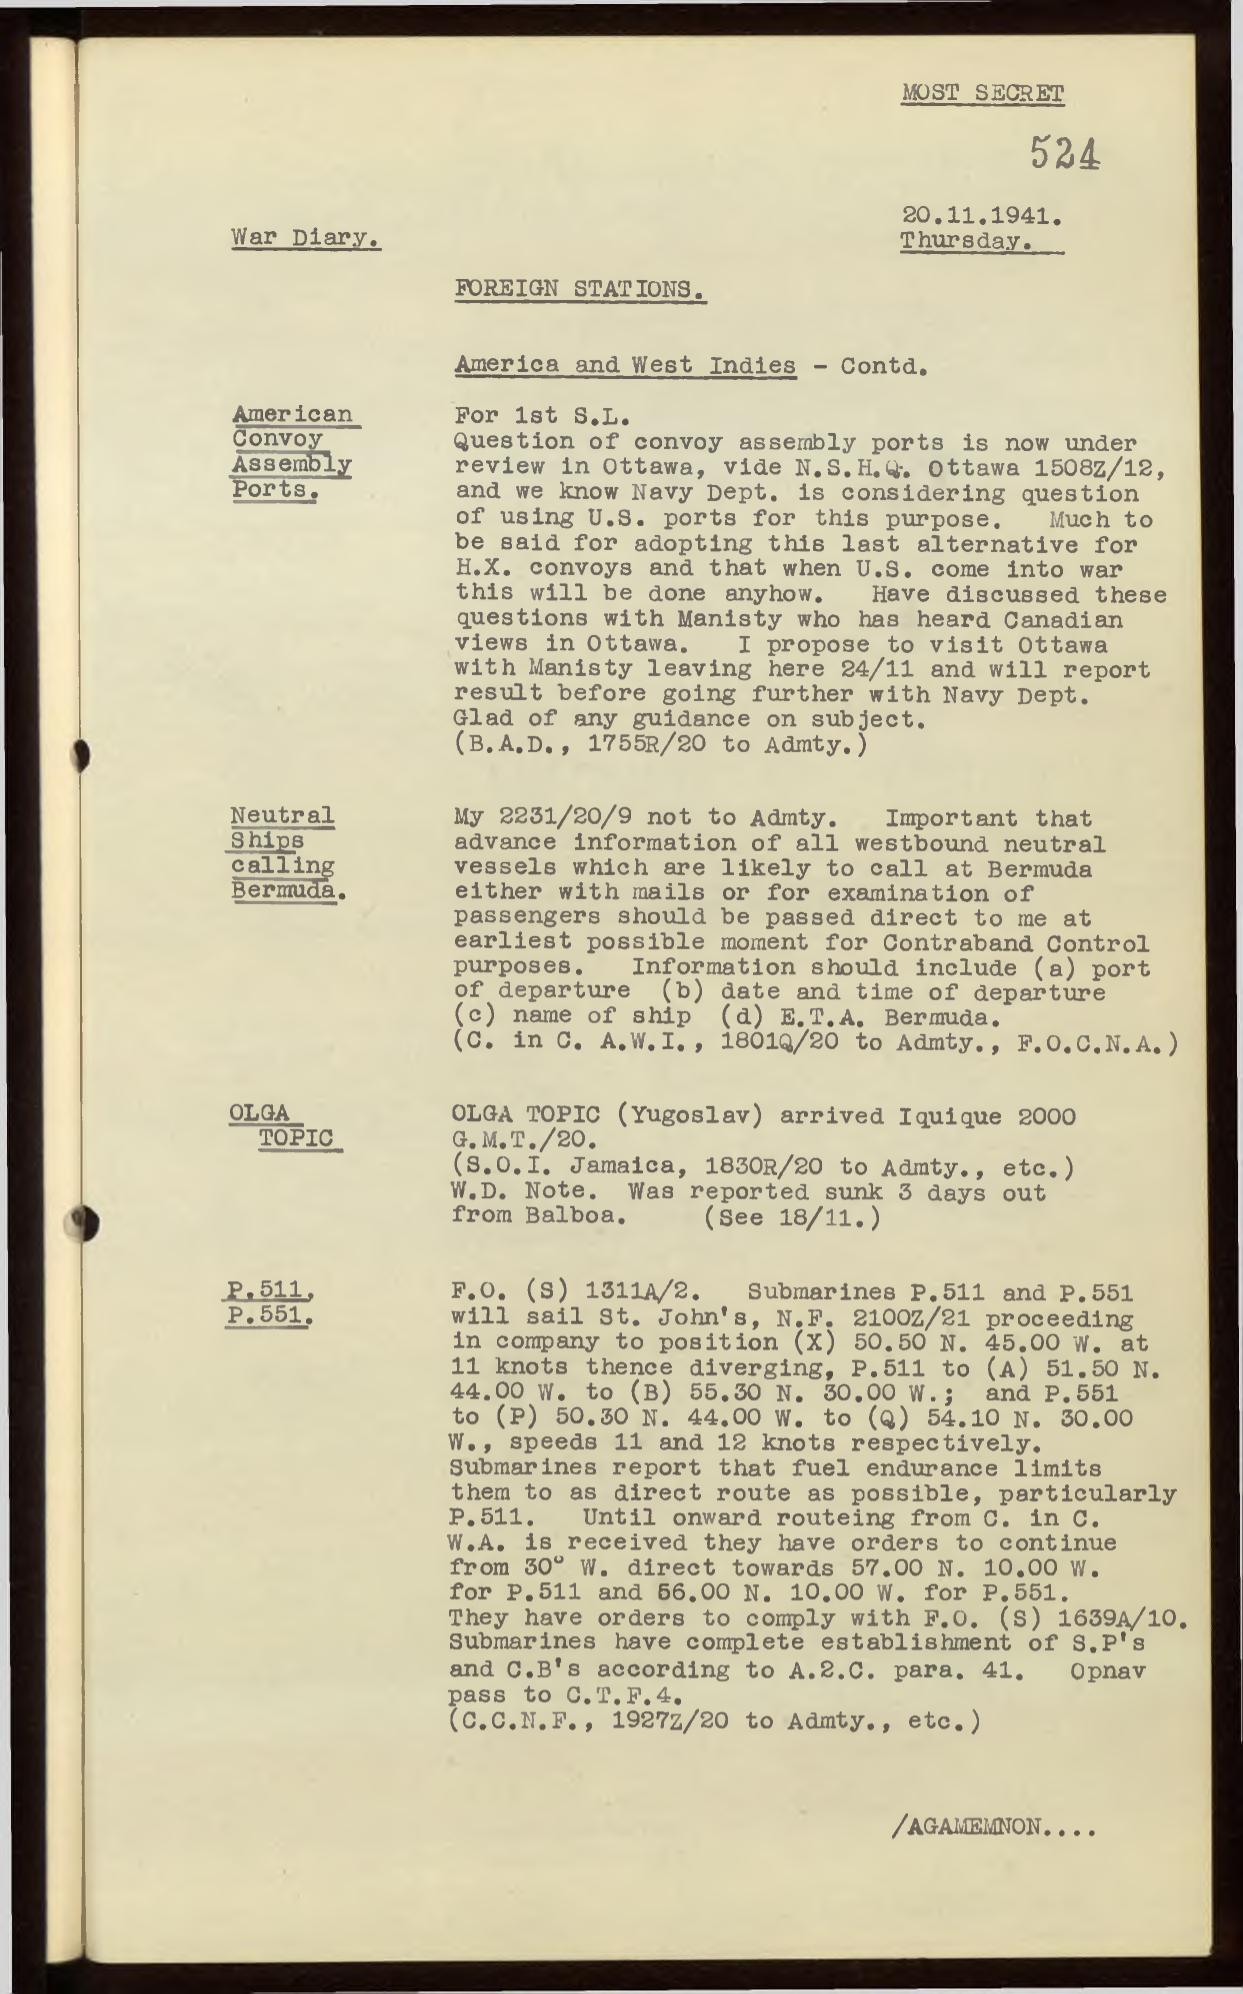 MOST SECRET
524
20.11.1941.
War Diary.
Thursday.
FOREIGN STATIONS.
America and West Indies - Contd.
American
Convoy
Assembly
Ports.
For 1st S.L.
Question of convoy assembly ports is now under
review in Ottawa, vide N.S.H.Q. Ottawa 1508Z/12,
and we know Navy Dept. is considering question
of using U.S. ports for this purpose. Much to
be said for adopting this last alternative for
H.X. convoys and that when U.S. come into war
this will be done anyhow. Have discussed these
questions with Manisty who has heard Canadian
views in Ottawa. I propose to visit Ottawa
with Manisty leaving here 24/11 and will report
result before going further with Navy Dept.
Glad of any guidance on subject.
(B.A.D., 1755R/20 to Admty.)
Neutral
Ships
calling
Bermuda.
My 2231/20/9 not to Admty. Important that
advance information of all westbound neutral
vessels which are likely to call at Bermuda
either with mails or for examination of
passengers should be passed direct to me at
earliest possible moment for Contraband Control
purposes. Information should include (a) port
of departure (b) date and time of departure
(c) name of ship (d) E.T.A. Bermuda.
(C. in C. A.W.I., 1801Q/20 to Admty., F.O.C.N.A.)
OLGA
TOPIC
OLGA TOPIC (Yugoslav) arrived Iquique 2000
G.M.T./20.
(S.O.I. Jamaica, 1830R/20 to Admty., etc.)
W.D. Note. Was reported sunk 3 days out
from Balboa. (See 18/11.)
P.511,
P.551.
F.O. (S) 1311A/2. Submarines P.511 and P.551
will sail St. John's, N.F. 2100Z/21 proceeding
in company to position (X) 50.50 N. 45.00 W. at
11 knots thence diverging, P.511 to (A) 51.50 N.
44.00 W. to (B) 55.30 N. 30.00 W.; and P.551
to (P) 50.30 N. 44.00 W. to (Q) 54.10 N. 30.00
W., speeds 11 and 12 knots respectively.
Submarines report that fuel endurance limits
them to as direct route as possible, particularly
P.511. Until onward routeing from C. in C.
W.A. is received they have orders to continue
from 30° W. direct towards 57.00 N. 10.00 W.
for P.511 and 56.00 N. 10.00 W. for P.551.
They have orders to comply with F.O. (S) 1639A/10.
Submarines have complete establishment of S.P's
and C.B's according to A.2.C. para. 41. Opnav
pass to C.T.F.4.
(C.C.N.F., 1927Z/20 to Admty., etc.)
/AGAMEMNON....